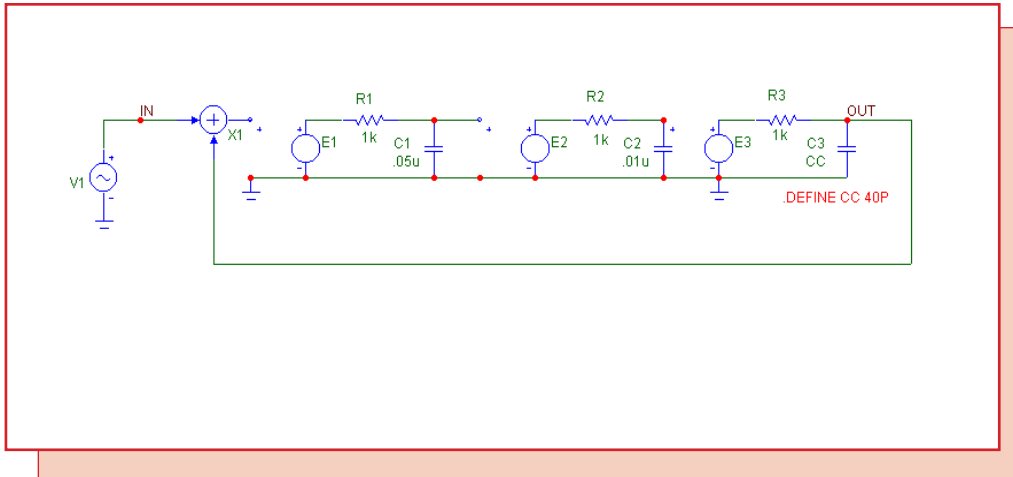 IN
X1
V1
E1
R1
1k
C1
.05u
E2
R2
1k
C2
.01u
E3
R3
1k
OUT
C3
CC
.DEFINE CC 40P